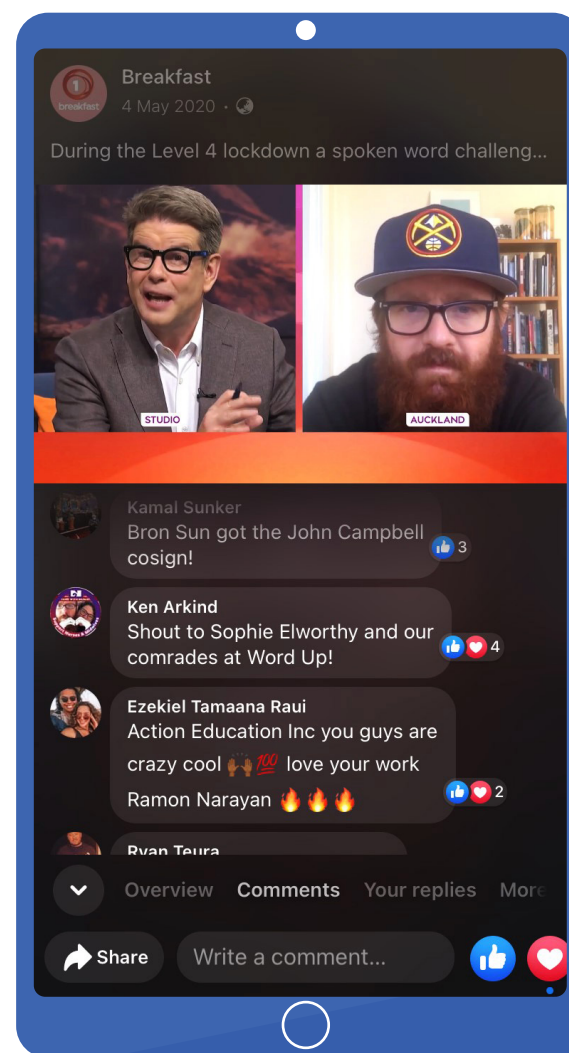 1
breakfast
Breakfast
4 May 2020 ·
During the Level 4 lockdown a spoken word challeng...
STUDIO
AUCKLAND
Kamal Sunker
Bron Sun got the John Campbell
cosign!
3
Ken Arkind
Shout to Sophie Elworthy and our
comrades at Word Up!
4
Ezekiel Tamaana Raui
Action Education Inc you guys are
crazy cool 🙌🏾💯 love your work
Ramon Narayan 🔥🔥🔥
2
Ryan Teura
Overview Comments Your replies More
Share Write a comment...